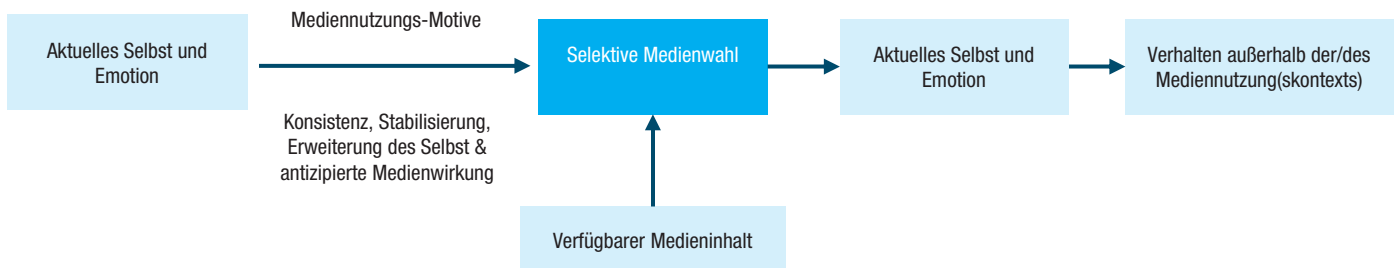 Aktuelles Selbst und
Emotion
Mediennutzungs-Motive
Konsistenz, Stabilisierung,
Erweiterung des Selbst &
antizipierte Medienwirkung
Selektive Medienwahl
Verfügbarer Medieninhalt
Aktuelles Selbst und
Emotion
Verhalten außerhalb der/des
Mediennutzung(skontexts)